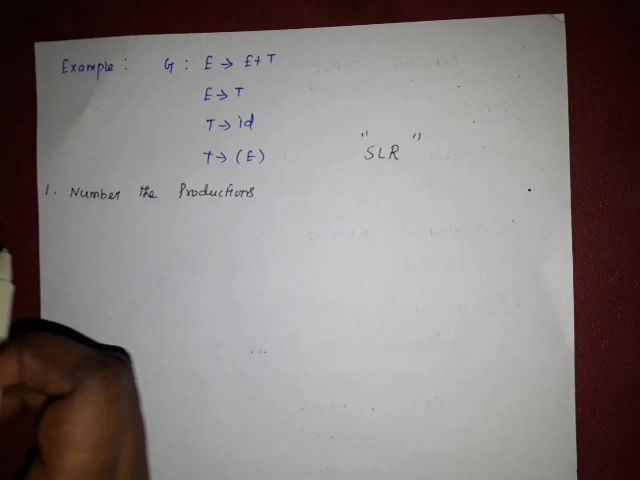 Example : G : E → E+T
E → T
T → id
T → (E)
" SLR "
1. Number the Productions